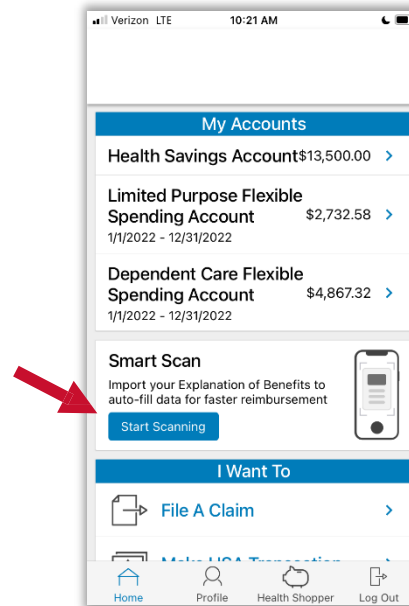 Verizon LTE 10:21 AM
My Accounts
Health Savings Account $13,500.00
Limited Purpose Flexible
Spending Account $2,732.58
1/1/2022 - 12/31/2022
Dependent Care Flexible
Spending Account $4,867.32
1/1/2022 - 12/31/2022
Smart Scan
Import your Explanation of Benefits to
auto-fill data for faster reimbursement
Start Scanning
I Want To
File A Claim
Make HSA Transaction
Home Profile Health Shopper Log Out